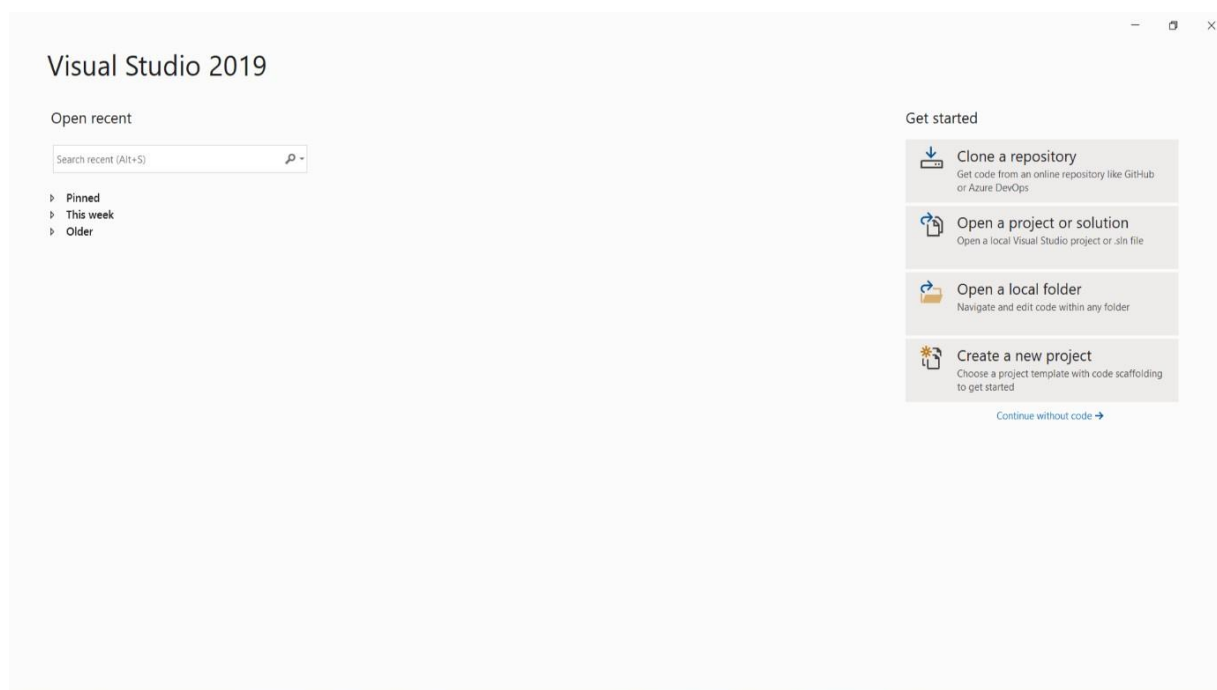 Visual Studio 2019
Open recent
Search recent (Alt+S)
Pinned
This week
Older
Get started
Clone a repository
Get code from an online repository like GitHub
or Azure DevOps
Open a project or solution
Open a local Visual Studio project or .sln file
Open a local folder
Navigate and edit code within any folder
Create a new project
Choose a project template with code scaffolding
to get started
Continue without code →